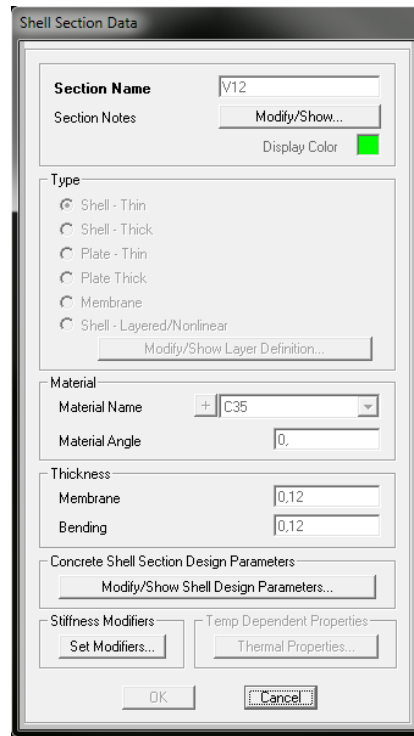 Shell Section Data
Section Name V12
Section Notes Modify/Show...
Display Color
Type
Shell - Thin
Shell - Thick
Plate - Thin
Plate Thick
Membrane
Shell - Layered/Nonlinear
Modify/Show Layer Definition...
Material
Material Name + C35
Material Angle 0,
Thickness
Membrane 0,12
Bending 0,12
Concrete Shell Section Design Parameters
Modify/Show Shell Design Parameters...
Stiffness Modifiers Temp Dependent Properties
Set Modifiers... Thermal Properties...
OK Cancel